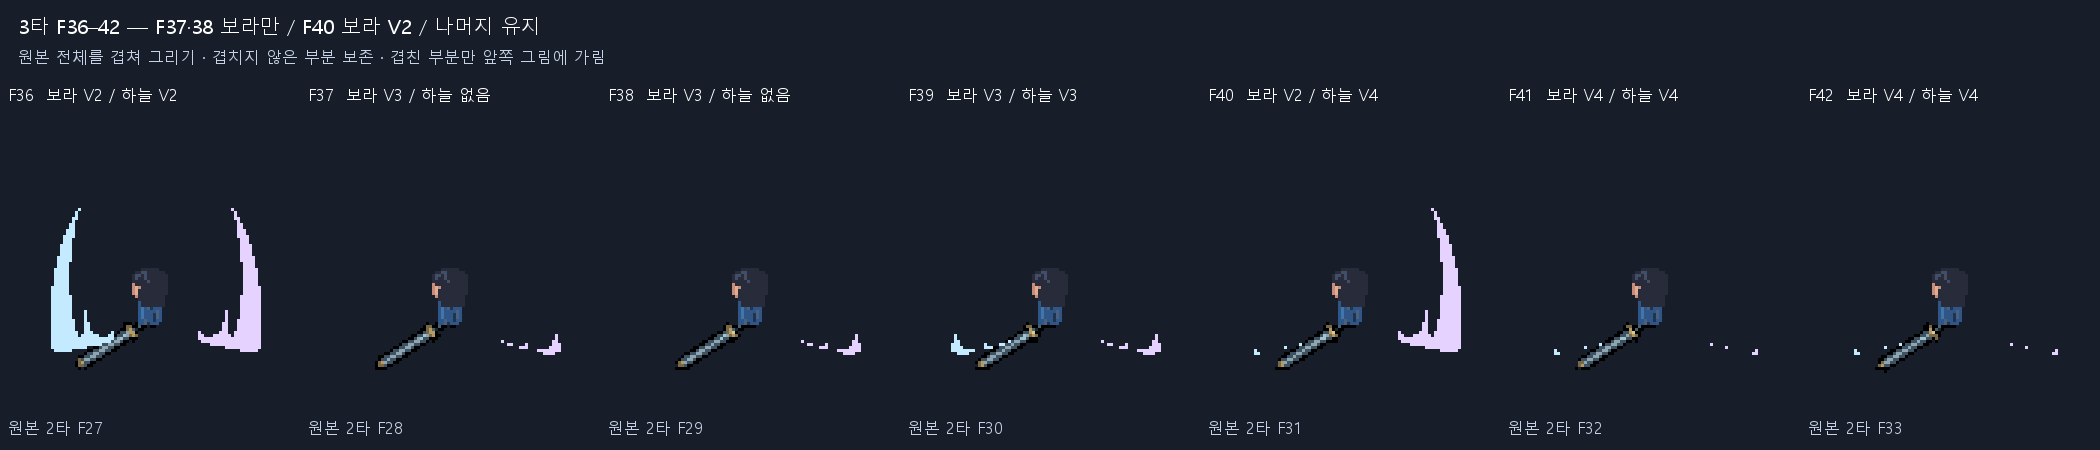 3타 F36–42 — F37·38 보라만 / F40 보라 V2 / 나머지 유지
원본 전체를 겹쳐 그리기 · 겹치지 않은 부분 보존 · 겹친 부분만 앞쪽 그림에 가림
F36 보라 V2 / 하늘 V2
F37 보라 V3 / 하늘 없음
F38 보라 V3 / 하늘 없음
F39 보라 V3 / 하늘 V3
F40 보라 V2 / 하늘 V4
F41 보라 V4 / 하늘 V4
F42 보라 V4 / 하늘 V4
원본 2타 F27
원본 2타 F28
원본 2타 F29
원본 2타 F30
원본 2타 F31
원본 2타 F32
원본 2타 F33